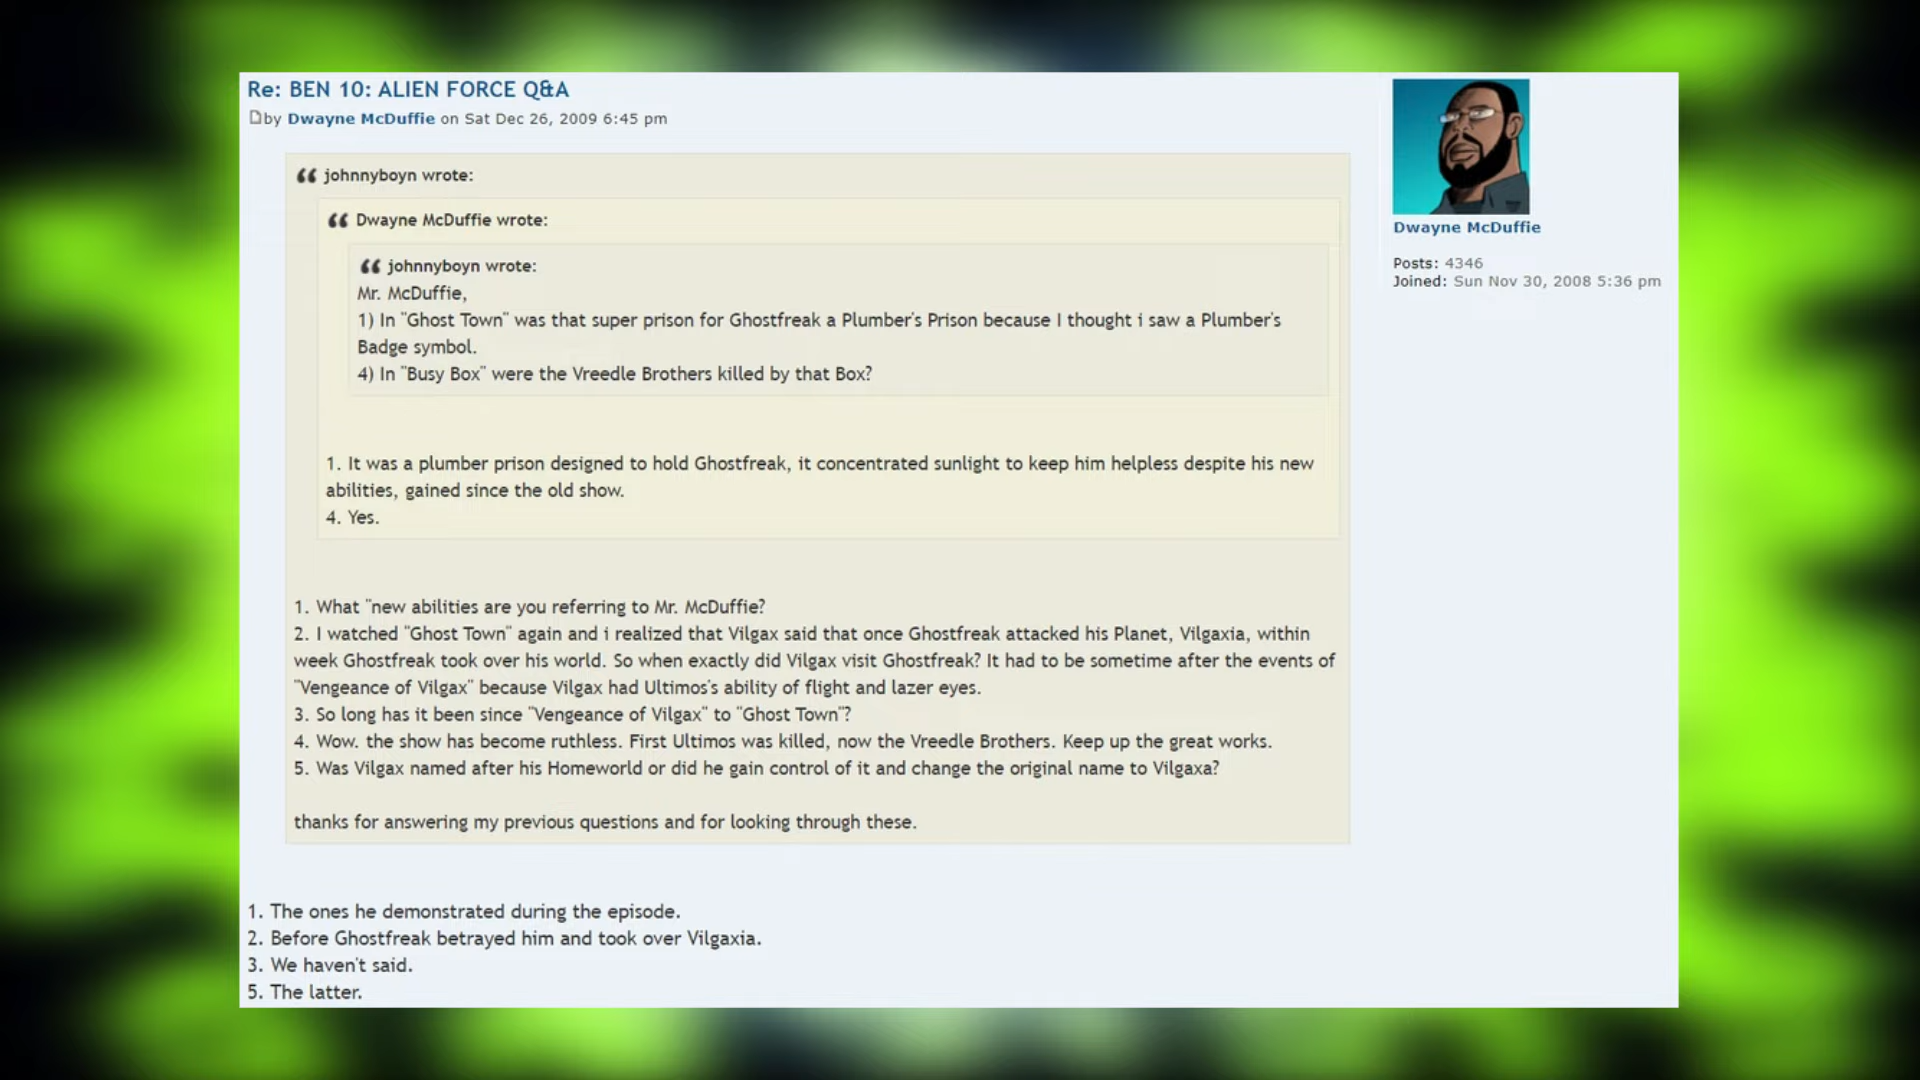 Re: BEN 10: ALIEN FORCE Q&A
by Dwayne McDuffie on Sat Dec 26, 2009 6:45 pm
johnnyboyn wrote:
Dwayne McDuffie wrote:
johnnyboyn wrote:
Mr. McDuffie,
1) In "Ghost Town" was that super prison for Ghostfreak a Plumber's Prison because I thought i saw a Plumber's
Badge symbol.
4) In "Busy Box" were the Vreedle Brothers killed by that Box?
1. It was a plumber prison designed to hold Ghostfreak, it concentrated sunlight to keep him helpless despite his new
abilities, gained since the old show.
4. Yes.
1. What "new abilities are you referring to Mr. McDuffie?
2. I watched "Ghost Town" again and i realized that Vilgax said that once Ghostfreak attacked his Planet, Vilgaxia, within
week Ghostfreak took over his world. So when exactly did Vilgax visit Ghostfreak? It had to be sometime after the events of
"Vengeance of Vilgax" because Vilgax had Ultimos's ability of flight and lazer eyes.
3. So long has it been since "Vengeance of Vilgax" to "Ghost Town"?
4. Wow. the show has become ruthless. First Ultimos was killed, now the Vreedle Brothers. Keep up the great works.
5. Was Vilgax named after his Homeworld or did he gain control of it and change the original name to Vilgaxa?
thanks for answering my previous questions and for looking through these.
1. The ones he demonstrated during the episode.
2. Before Ghostfreak betrayed him and took over Vilgaxia.
3. We haven't said.
5. The latter.
Dwayne McDuffie
Posts: 4346
Joined: Sun Nov 30, 2008 5:36 pm